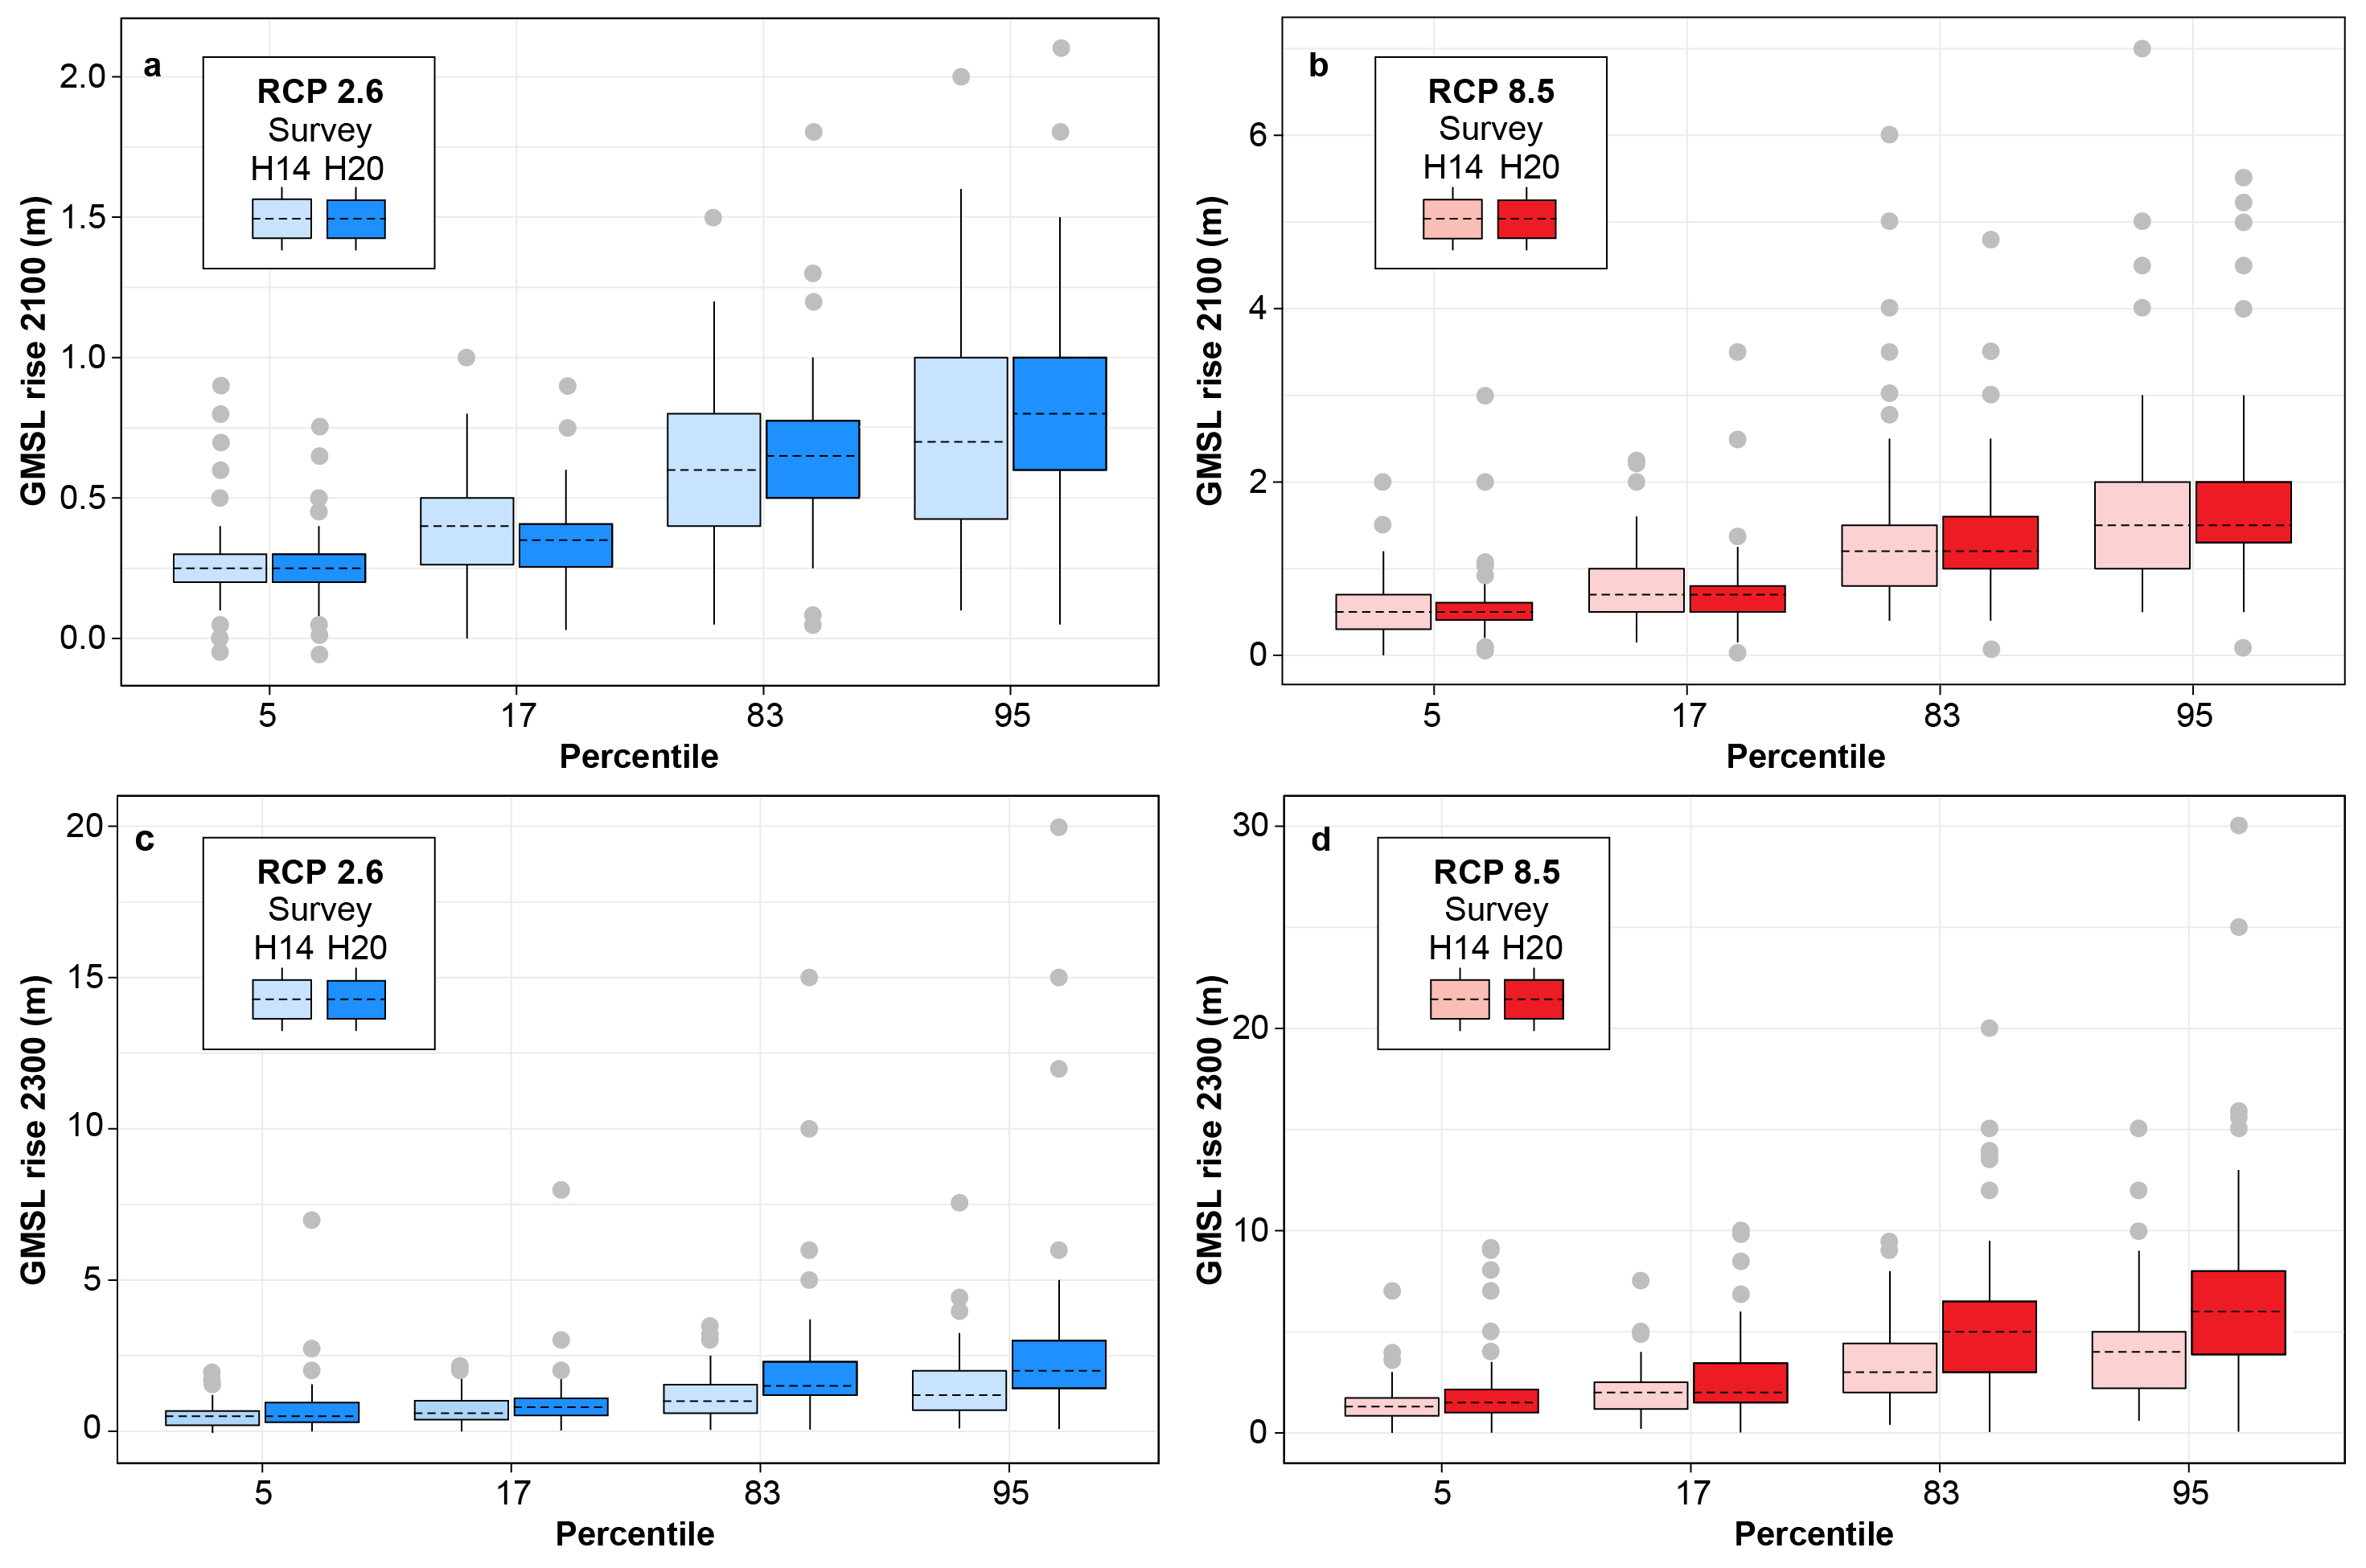 a
RCP 2.6
Survey
H14 H20
GMSL rise 2100 (m)
2.0
1.5
1.0
0.5
0.0
5 17 83 95
Percentile
b
RCP 8.5
Survey
H14 H20
GMSL rise 2100 (m)
6
4
2
0
5 17 83 95
Percentile
c
RCP 2.6
Survey
H14 H20
GMSL rise 2300 (m)
20
15
10
5
0
5 17 83 95
Percentile
d
RCP 8.5
Survey
H14 H20
GMSL rise 2300 (m)
30
20
10
0
5 17 83 95
Percentile